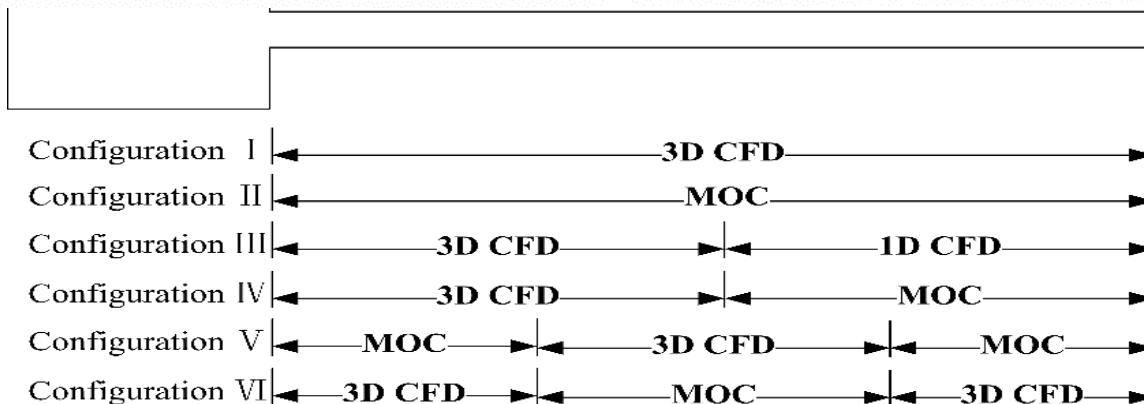 Configuration Ⅰ 3D CFD
Configuration Ⅱ MOC
Configuration Ⅲ 3D CFD 1D CFD
Configuration Ⅳ 3D CFD MOC
Configuration Ⅴ MOC 3D CFD MOC
Configuration Ⅵ 3D CFD MOC 3D CFD